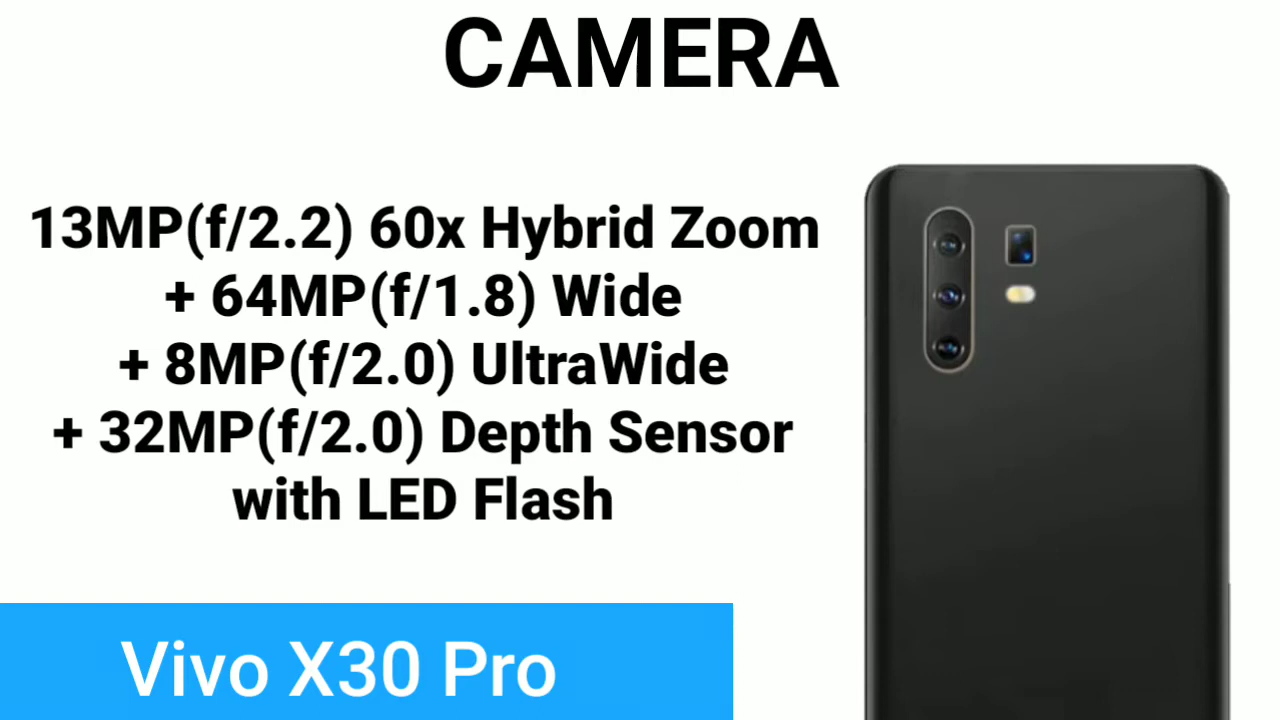 CAMERA
13MP(f/2.2) 60x Hybrid Zoom
+ 64MP(f/1.8) Wide
+ 8MP(f/2.0) UltraWide
+ 32MP(f/2.0) Depth Sensor
with LED Flash
Vivo X30 Pro